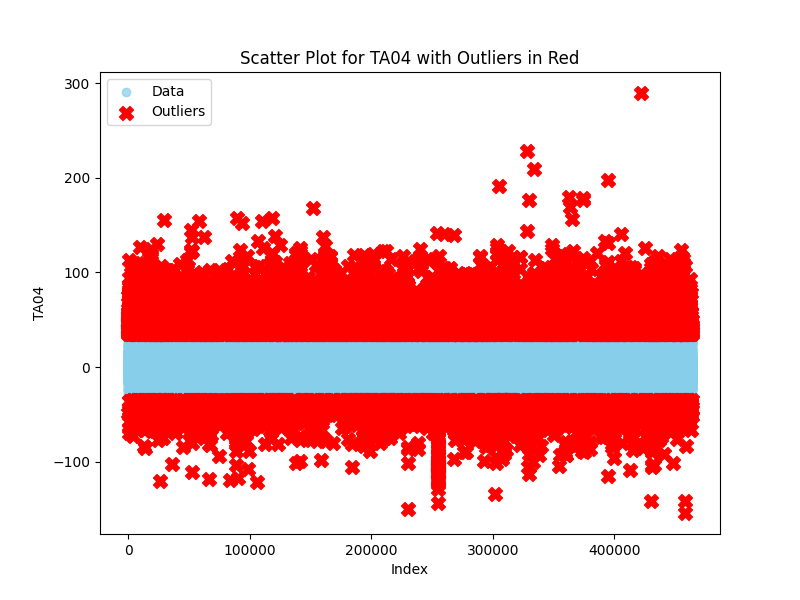 Scatter Plot for TA04 with Outliers in Red
Data
Outliers
300
200
100
0
−100
TA04
0
100000
200000
300000
400000
Index